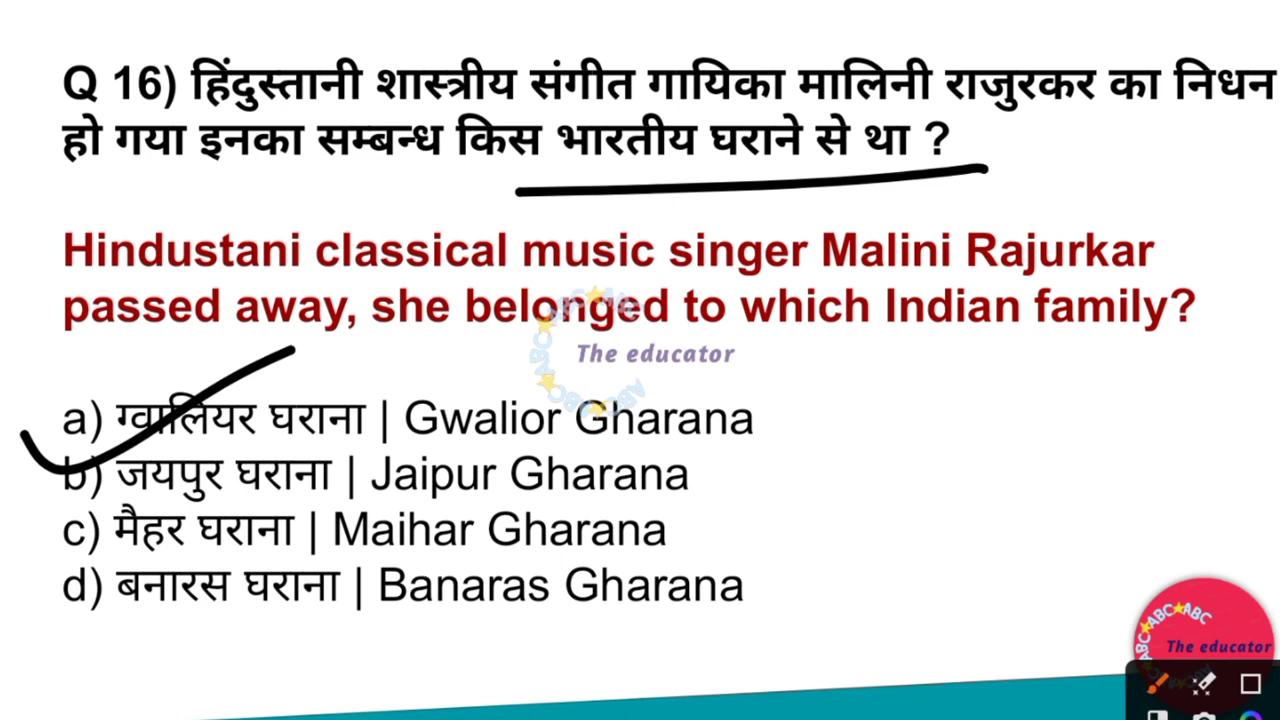 Q 16) हिंदुस्तानी शास्त्रीय संगीत गायिका मालिनी राजुरकर का निधन
हो गया इनका सम्बन्ध किस भारतीय घराने से था ?
Hindustani classical music singer Malini Rajurkar
passed away, she belonged to which Indian family?
The educator
a) ग्वालियर घराना | Gwalior Gharana
b) जयपुर घराना | Jaipur Gharana
c) मैहर घराना | Maihar Gharana
d) बनारस घराना | Banaras Gharana
ABC★ABC★ABC
The educator